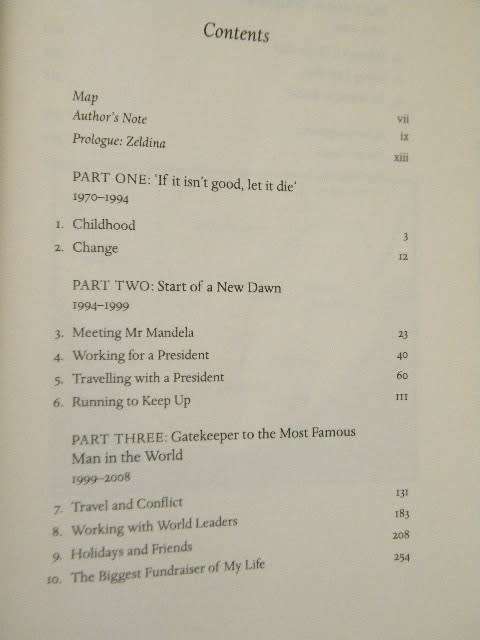 Contents
Map vii
Author's Note ix
Prologue: Zeldina xiii
PART ONE: 'If it isn't good, let it die'
1970–1994
1. Childhood 3
2. Change 12
PART TWO: Start of a New Dawn
1994–1999
3. Meeting Mr Mandela 23
4. Working for a President 40
5. Travelling with a President 60
6. Running to Keep Up 111
PART THREE: Gatekeeper to the Most Famous
Man in the World
1999–2008
7. Travel and Conflict 131
8. Working with World Leaders 183
9. Holidays and Friends 208
10. The Biggest Fundraiser of My Life 254